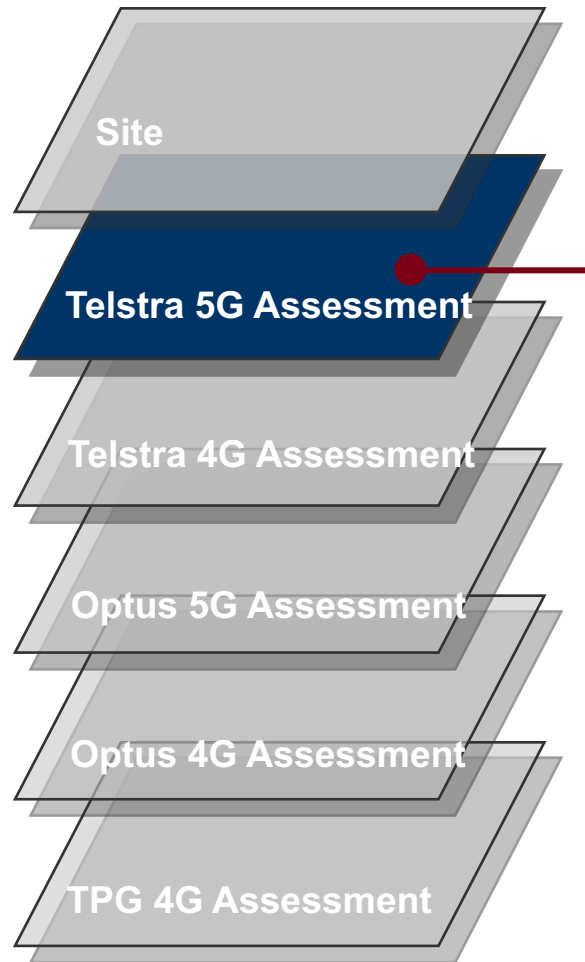 Site
Telstra 5G Assessment
Telstra 4G Assessment
Optus 5G Assessment
Optus 4G Assessment
TPG 4G Assessment